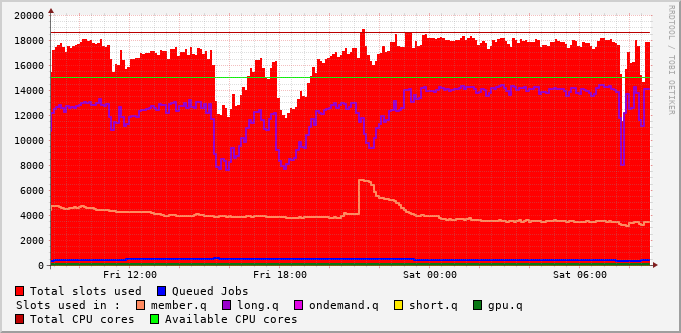 20000
18000
16000
14000
12000
10000
8000
6000
4000
2000
0
Fri 12:00 Fri 18:00 Sat 00:00 Sat 06:00
RRDTOOL / TOBI OETIKER
Total slots used Queued Jobs
Slots used in : member.q long.q ondemand.q short.q gpu.q
Total CPU cores Available CPU cores